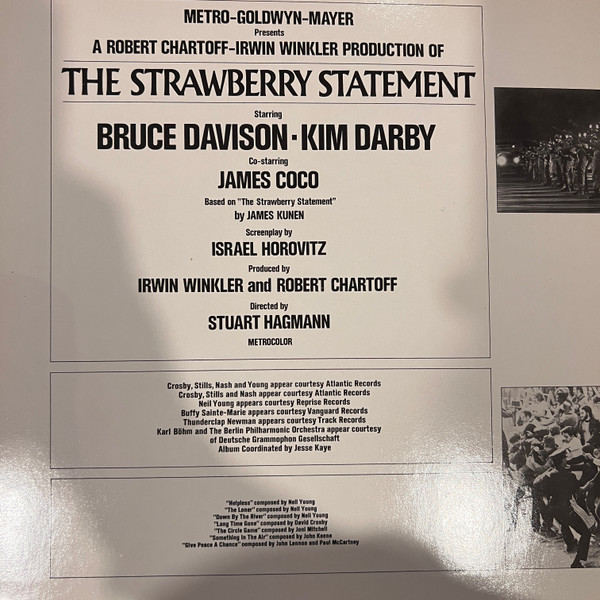 METRO-GOLDWYN-MAYER
Presents
A ROBERT CHARTOFF-IRWIN WINKLER PRODUCTION OF
THE STRAWBERRY STATEMENT
Starring
BRUCE DAVISON · KIM DARBY
Co-starring
JAMES COCO
Based on "The Strawberry Statement"
by JAMES KUNEN
Screenplay by
ISRAEL HOROVITZ
Produced by
IRWIN WINKLER and ROBERT CHARTOFF
Directed by
STUART HAGMANN
METROCOLOR
Crosby, Stills, Nash and Young appear courtesy Atlantic Records
Crosby, Stills and Nash appear courtesy Atlantic Records
Neil Young appears courtesy Reprise Records
Buffy Sainte-Marie appears courtesy Vanguard Records
Thunderclap Newman appears courtesy Track Records
Karl Böhm and The Berlin Philharmonic Orchestra appear courtesy
of Deutsche Grammophon Gesellschaft
Album Coordinated by Jesse Kaye
"Helpless" composed by Neil Young
"The Loner" composed by Neil Young
"Down By The River" composed by Neil Young
"Long Time Gone" composed by David Crosby
"The Circle Game" composed by Joni Mitchell
"Something In The Air" composed by John Keene
"Give Peace A Chance" composed by John Lennon and Paul McCartney